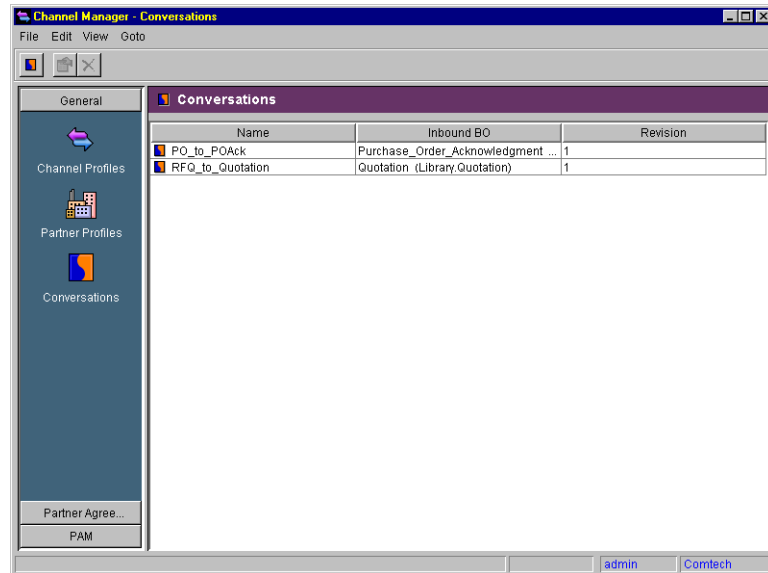 Channel Manager - Conversations
File Edit View Goto
General
Conversations
Name Inbound BO Revision
PO_to_POAck Purchase_Order_Acknowledgment ... 1
RFQ_to_Quotation Quotation (Library.Quotation) 1
Channel Profiles
Partner Profiles
Conversations
Partner Agree...
PAM
admin Comtech